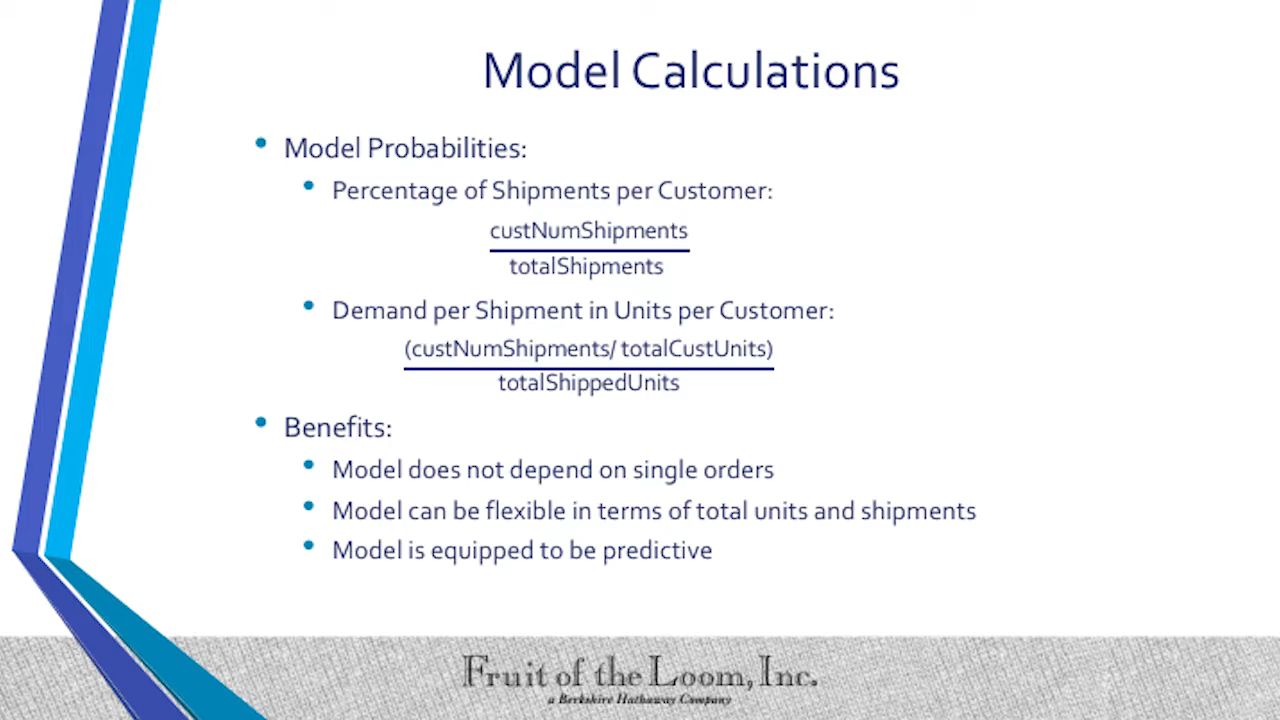 Model Calculations
• Model Probabilities:
• Percentage of Shipments per Customer:
custNumShipments
totalShipments
• Demand per Shipment in Units per Customer:
(custNumShipments/ totalCustUnits)
totalShippedUnits
• Benefits:
• Model does not depend on single orders
• Model can be flexible in terms of total units and shipments
• Model is equipped to be predictive
Fruit of the Loom, Inc.
a Berkshire Hathaway Company